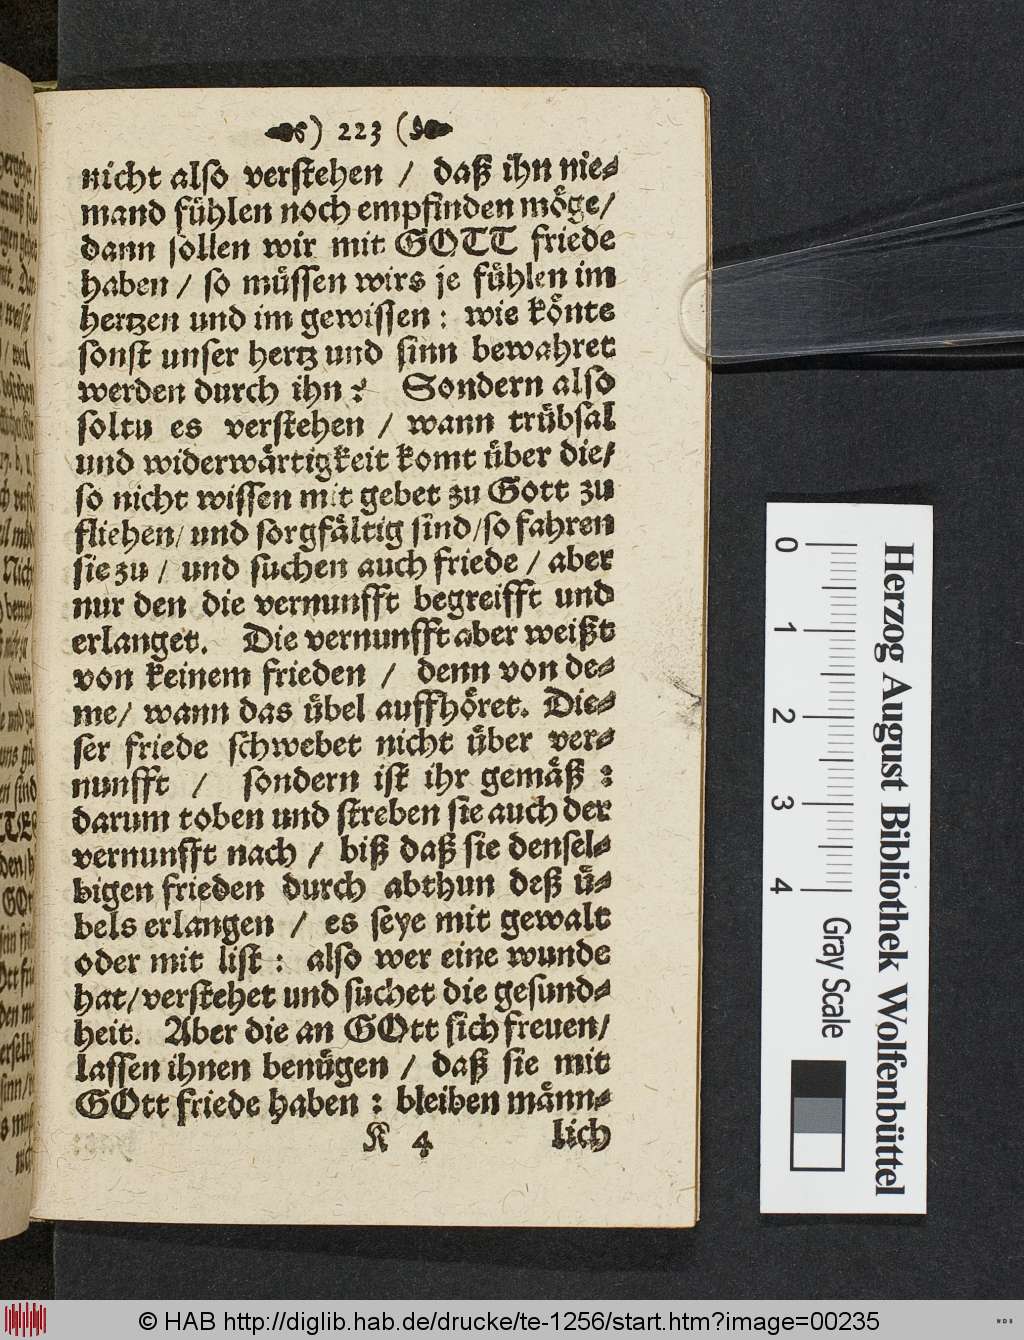 ) 223 (
nicht also verstehen / daß ihn nie-
mand fühlen noch empfinden möge/
dann sollen wir mit GOTT friede
haben / so müssen wirs je fühlen im
hertzen und im gewissen : wie könte
sonst unser hertz und sinn bewahret
werden durch ihn ? Sondern also
soltu es verstehen / wann trübsal
und widerwärtigkeit komt über die/
so nicht wissen mit gebet zu Gott zu
fliehen/ und sorgfältig sind/so fahren
sie zu / und suchen auch friede / aber
nur den die vernunfft begreifft und
erlanget. Die vernunfft aber weißt
von keinem frieden / denn von de-
me/ wann das übel auffhöret. Die-
ser friede schwebet nicht über ver-
nunfft / sondern ist ihr gemäß :
darum toben und streben sie auch der
vernunfft nach / biß daß sie densel-
bigen frieden durch abthun deß ü-
bels erlangen / es seye mit gewalt
oder mit list : also wer eine wunde
hat/verstehet und suchet die gesund-
heit. Aber die an GOtt sich freuen/
lassen ihnen benügen / daß sie mit
GOtt friede haben : bleiben männ-
K 4 lich
Herzog August Bibliothek Wolfenbüttel
0 1 2 3 4 Gray Scale
© HAB http://diglib.hab.de/drucke/te-1256/start.htm?image=00235